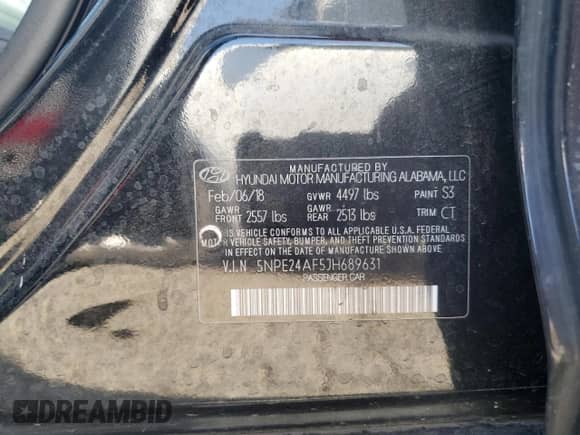 MANUFACTURED BY
HYUNDAI MOTOR MANUFACTURING ALABAMA, LLC
Feb/06/18 GVWR 4497 lbs PAINT S3
GAWR FRONT 2557 lbs GAWR REAR 2513 lbs TRIM CT
THIS VEHICLE CONFORMS TO ALL APPLICABLE U.S.A. FEDERAL
MOTOR VEHICLE SAFETY, BUMPER, AND THEFT PREVENTION STANDARDS
IN EFFECT ON THE DATE OF MANUFACTURE SHOWN ABOVE.
V.I.N 5NPE24AF5JH689631
PASSENGER CAR
DREAMBID